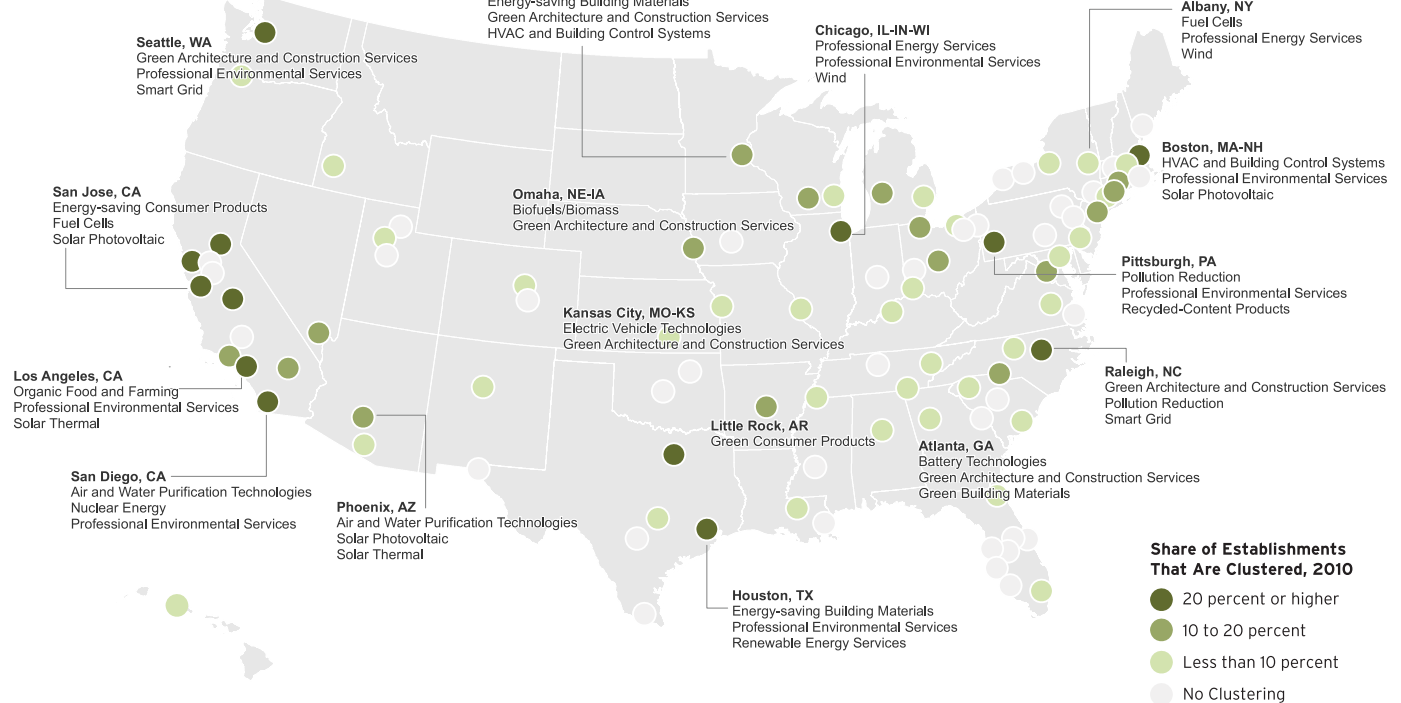 Energy-saving Building Materials
Green Architecture and Construction Services
HVAC and Building Control Systems
Albany, NY
Fuel Cells
Professional Energy Services
Wind
Chicago, IL-IN-WI
Professional Energy Services
Professional Environmental Services
Wind
Seattle, WA
Green Architecture and Construction Services
Professional Environmental Services
Smart Grid
Boston, MA-NH
HVAC and Building Control Systems
Professional Environmental Services
Solar Photovoltaic
San Jose, CA
Energy-saving Consumer Products
Fuel Cells
Solar Photovoltaic
Omaha, NE-IA
Biofuels/Biomass
Green Architecture and Construction Services
Pittsburgh, PA
Pollution Reduction
Professional Environmental Services
Recycled-Content Products
Kansas City, MO-KS
Electric Vehicle Technologies
Green Architecture and Construction Services
Los Angeles, CA
Organic Food and Farming
Professional Environmental Services
Solar Thermal
Raleigh, NC
Green Architecture and Construction Services
Pollution Reduction
Smart Grid
Little Rock, AR
Green Consumer Products
Atlanta, GA
Battery Technologies
Green Architecture and Construction Services
Green Building Materials
San Diego, CA
Air and Water Purification Technologies
Nuclear Energy
Professional Environmental Services
Phoenix, AZ
Air and Water Purification Technologies
Solar Photovoltaic
Solar Thermal
Houston, TX
Energy-saving Building Materials
Professional Environmental Services
Renewable Energy Services
Share of Establishments
That Are Clustered, 2010
20 percent or higher
10 to 20 percent
Less than 10 percent
No Clustering